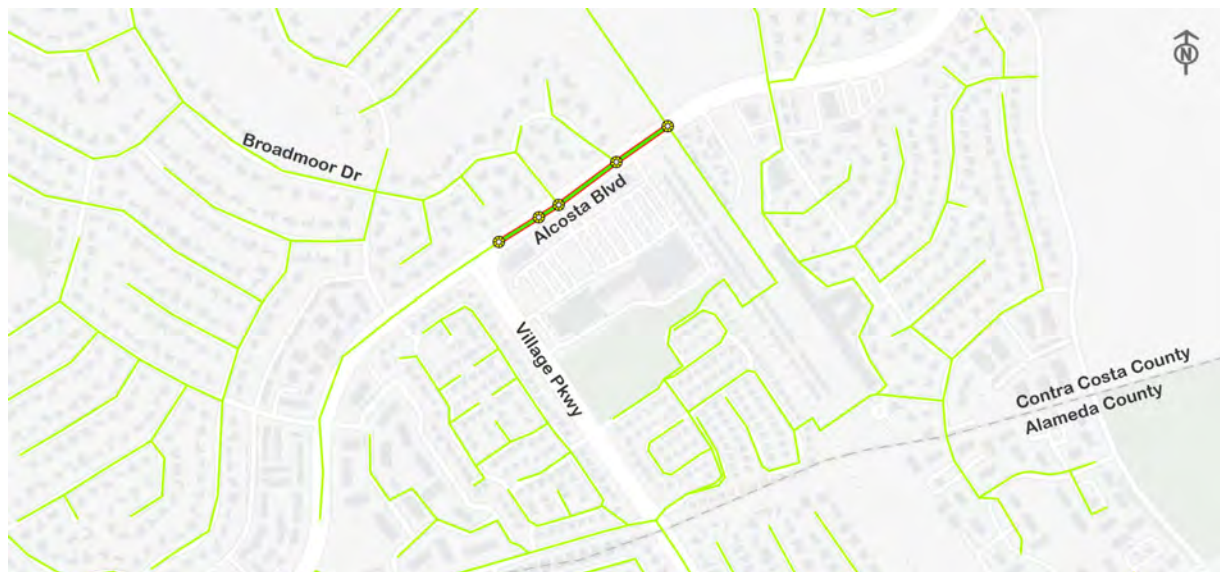 N
Broadmoor Dr
Alcosta Blvd
Village Pkwy
Contra Costa County
Alameda County